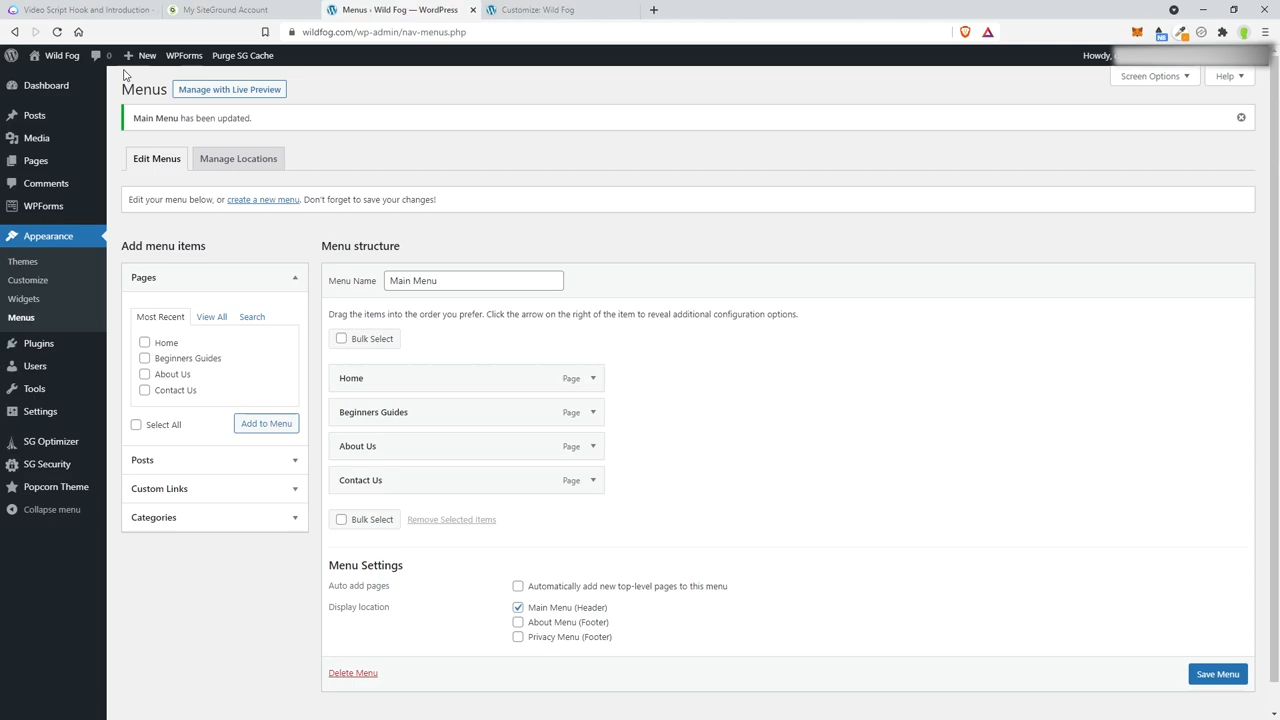 Video Script Hook and Introduction -
My SiteGround Account
Menus ‹ Wild Fog — WordPress
Customize: Wild Fog
wildfog.com/wp-admin/nav-menus.php
Wild Fog
0
New
WPForms
Purge SG Cache
Howdy,
Dashboard
Posts
Media
Pages
Comments
WPForms
Appearance
Themes
Customize
Widgets
Menus
Plugins
Users
Tools
Settings
SG Optimizer
SG Security
Popcorn Theme
Collapse menu
Menus
Manage with Live Preview
Screen Options
Help
Main Menu has been updated.
Edit Menus
Manage Locations
Edit your menu below, or create a new menu. Don't forget to save your changes!
Add menu items
Pages
Most Recent
View All
Search
Home
Beginners Guides
About Us
Contact Us
Select All
Add to Menu
Posts
Custom Links
Categories
Menu structure
Menu Name
Main Menu
Drag the items into the order you prefer. Click the arrow on the right of the item to reveal additional configuration options.
Bulk Select
Home Page
Beginners Guides Page
About Us Page
Contact Us Page
Bulk Select
Remove Selected Items
Menu Settings
Auto add pages
Automatically add new top-level pages to this menu
Display location
Main Menu (Header)
About Menu (Footer)
Privacy Menu (Footer)
Delete Menu
Save Menu